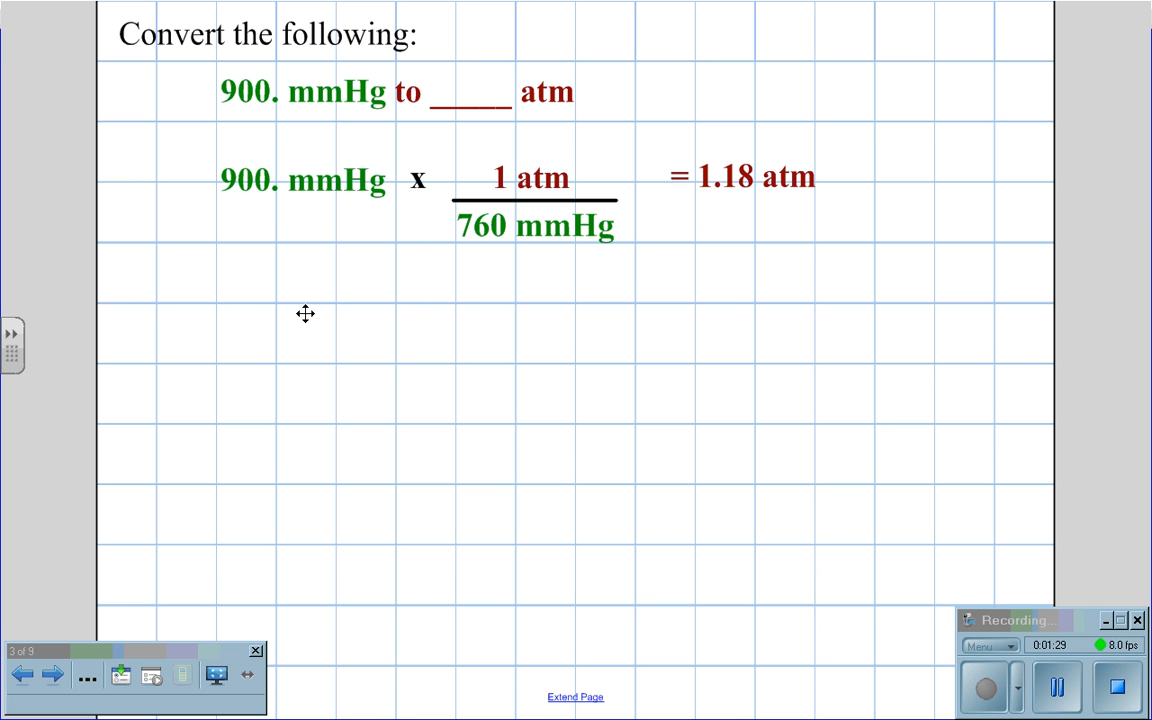 Convert the following:
900. mmHg to _____ atm
900. mmHg x 1 atm = 1.18 atm
760 mmHg
Recording...
3 of 9
Menu 0:01:29 8.0 fps
...
Extend Page